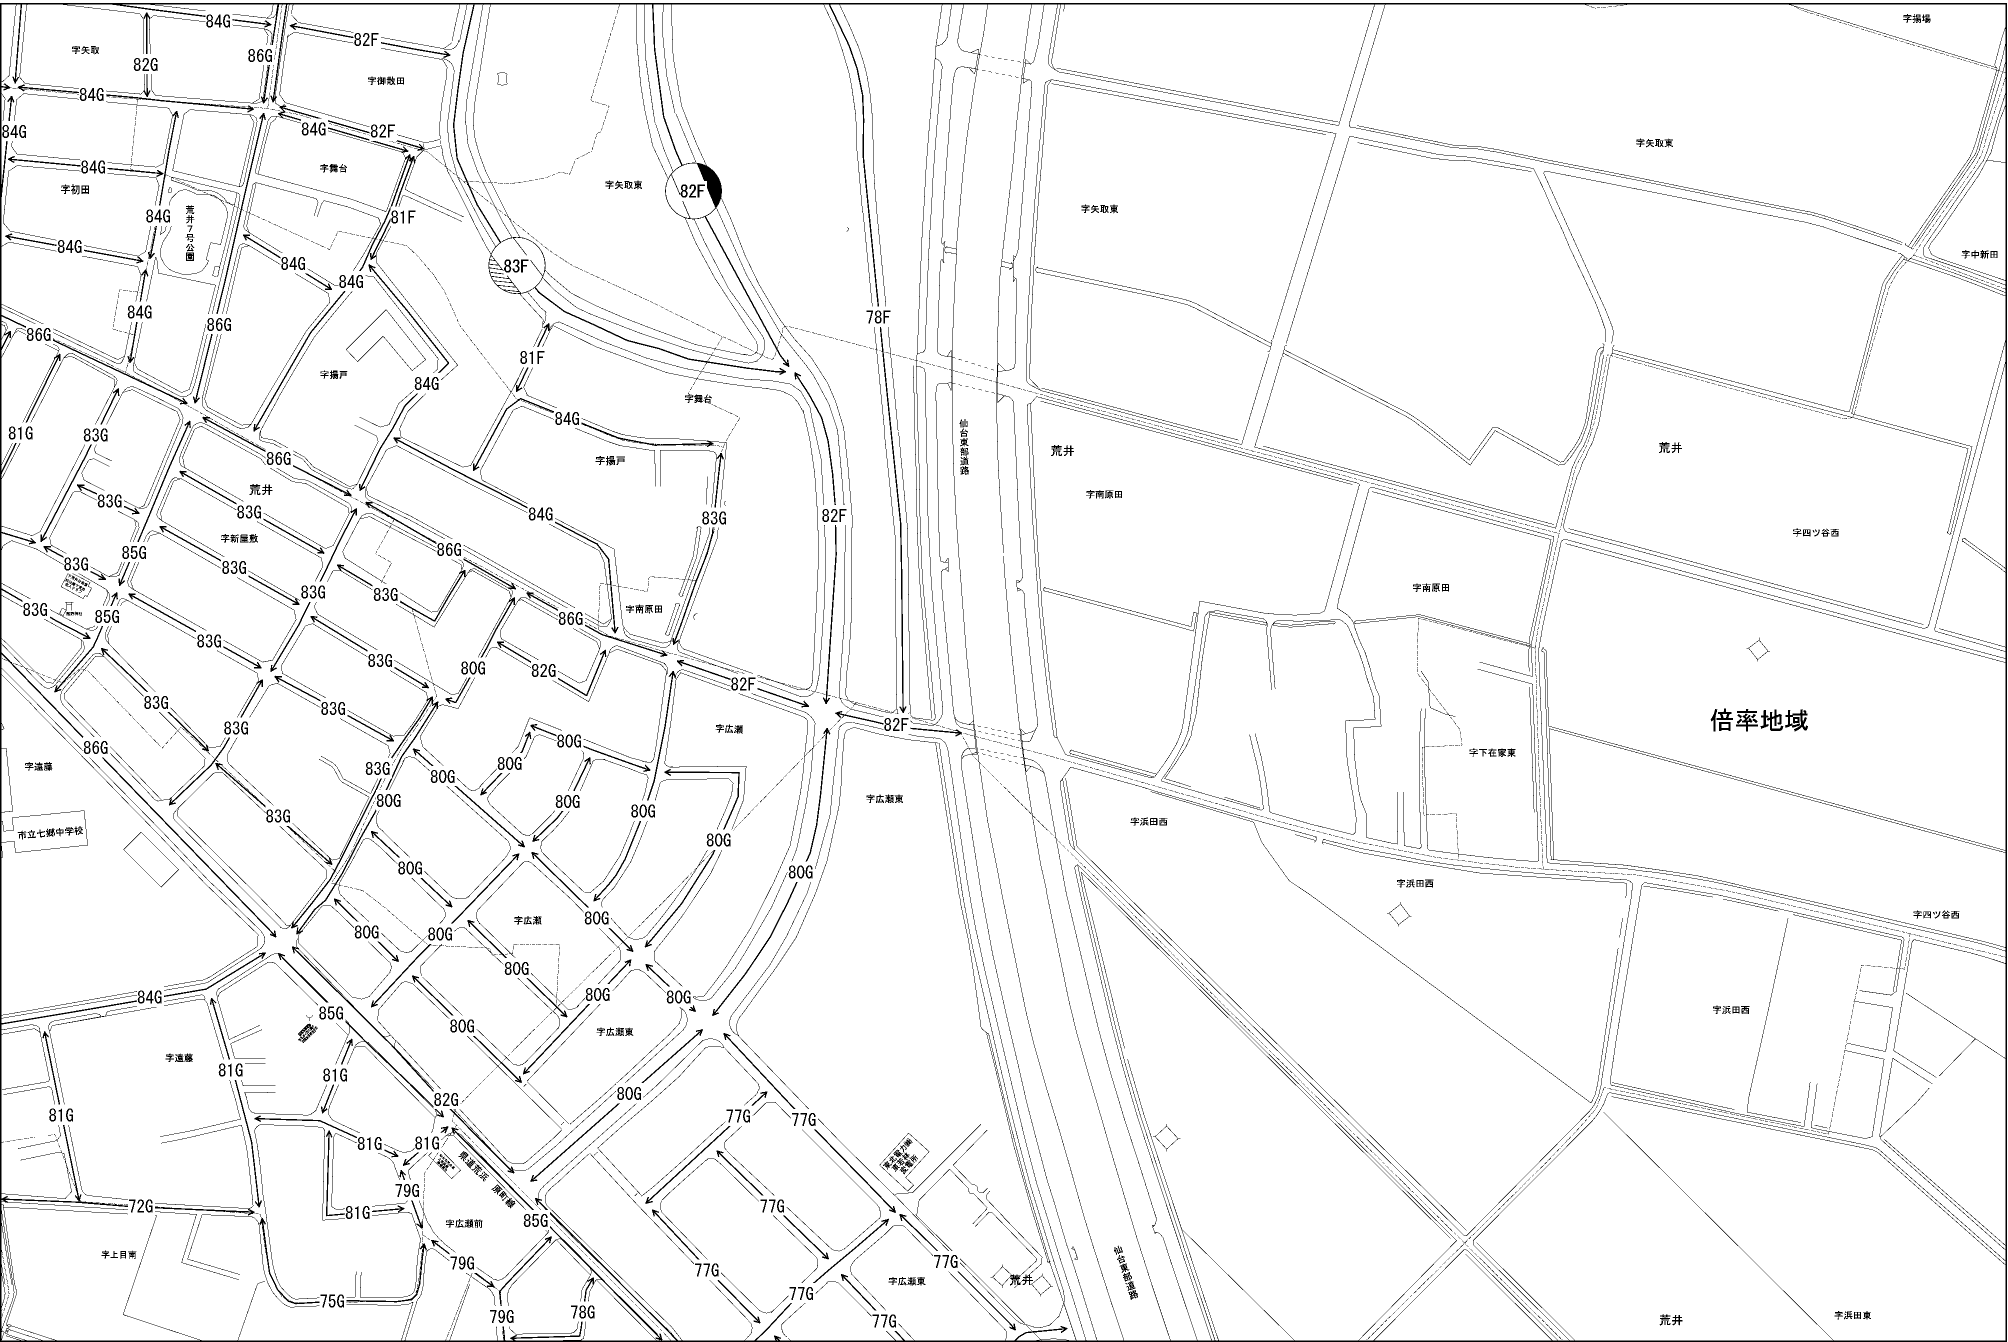 84G
字揚場
字矢取
86G
82F
82G
字御散田
84G
84G
84G
82F
字矢取東
84G
字舞台
字初田
字矢取東
82F
荒井7号公園
84G
81F
字矢取東
84G
字中新田
84G
83F
84G
84G
78F
86G
86G
81F
字揚戸
84G
字舞台
84G
81G
83G
仙台東部道路
荒井
荒井
86G
字揚戸
荒井
字南原田
83G
83G
84G
82F
83G
字四ツ谷西
字新屋敷
85G
86G
83G
83G
83G
83G
字南原田
83G
字南原田
85G
86G
83G
83G
80G
82G
82F
倍率地域
83G
83G
82F
字広瀬
83G
80G
86G
字下在家東
80G
字遠藤
83G
80G
80G
80G
字広瀬東
80G
83G
字浜田西
市立七郷中学校
80G
80G
80G
字浜田西
字広瀬
80G
字四ツ谷西
80G
80G
80G
84G
80G
80G
字浜田西
85G
80G
字広瀬東
字遠藤
81G
81G
80G
82G
81G
77G
77G
81G
81G
県道荒浜 原町線
79G
72G
77G
81G
85G
字広瀬前
字上目南
79G
77G
77G
字広瀬東
荒井
仙台東部道路
77G
75G
79G
78G
77G
荒井
字浜田東